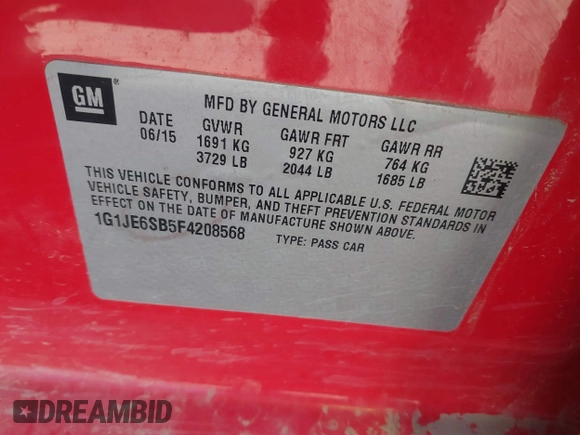 GM®
MFD BY GENERAL MOTORS LLC
DATE GVWR GAWR FRT GAWR RR
06/15 1691 KG 927 KG 764 KG
3729 LB 2044 LB 1685 LB
THIS VEHICLE CONFORMS TO ALL APPLICABLE U.S. FEDERAL MOTOR
VEHICLE SAFETY, BUMPER, AND THEFT PREVENTION STANDARDS IN
EFFECT ON THE DATE OF MANUFACTURE SHOWN ABOVE.
1G1JE6SB5F4208568 TYPE: PASS CAR
DREAMBID